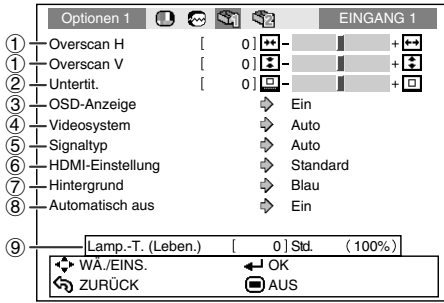 Optionen 1 EINGANG 1
① Overscan H [ 0] – +
① Overscan V [ 0] – +
② Untertit. [ 0] – +
③ OSD-Anzeige Ein
④ Videosystem Auto
⑤ Signaltyp Auto
⑥ HDMI-Einstellung Standard
⑦ Hintergrund Blau
⑧ Automatisch aus Ein
⑨ Lamp.-T. (Leben.) [ 0] Std. (100%)
WÄ./EINS. OK
ZURÜCK AUS